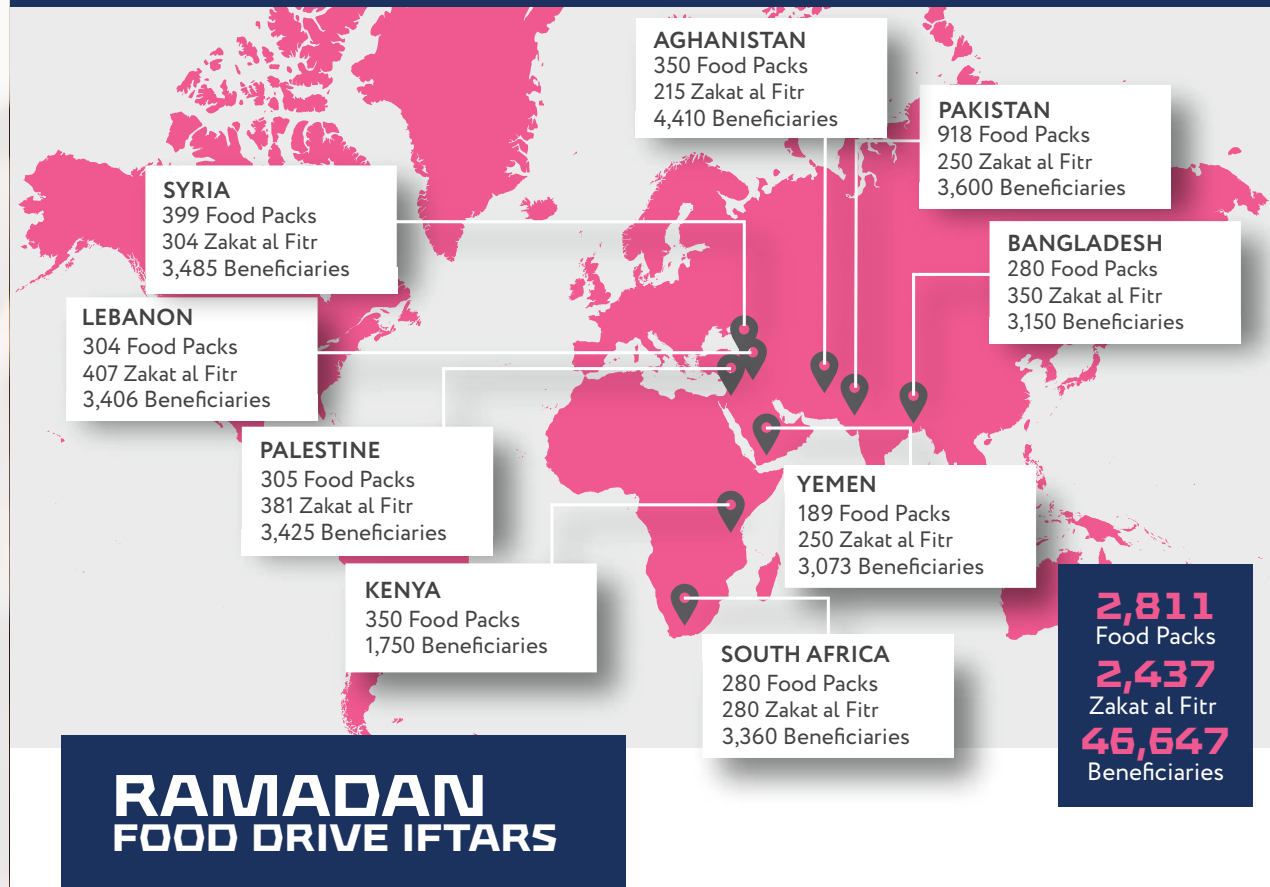 AGHANISTAN
350 Food Packs
215 Zakat al Fitr
4,410 Beneficiaries
PAKISTAN
918 Food Packs
250 Zakat al Fitr
3,600 Beneficiaries
SYRIA
399 Food Packs
304 Zakat al Fitr
3,485 Beneficiaries
BANGLADESH
280 Food Packs
350 Zakat al Fitr
3,150 Beneficiaries
LEBANON
304 Food Packs
407 Zakat al Fitr
3,406 Beneficiaries
PALESTINE
305 Food Packs
381 Zakat al Fitr
3,425 Beneficiaries
YEMEN
189 Food Packs
250 Zakat al Fitr
3,073 Beneficiaries
KENYA
350 Food Packs
1,750 Beneficiaries
SOUTH AFRICA
280 Food Packs
280 Zakat al Fitr
3,360 Beneficiaries
2,811
Food Packs
2,437
Zakat al Fitr
46,647
Beneficiaries
RAMADAN
FOOD DRIVE IFTARS